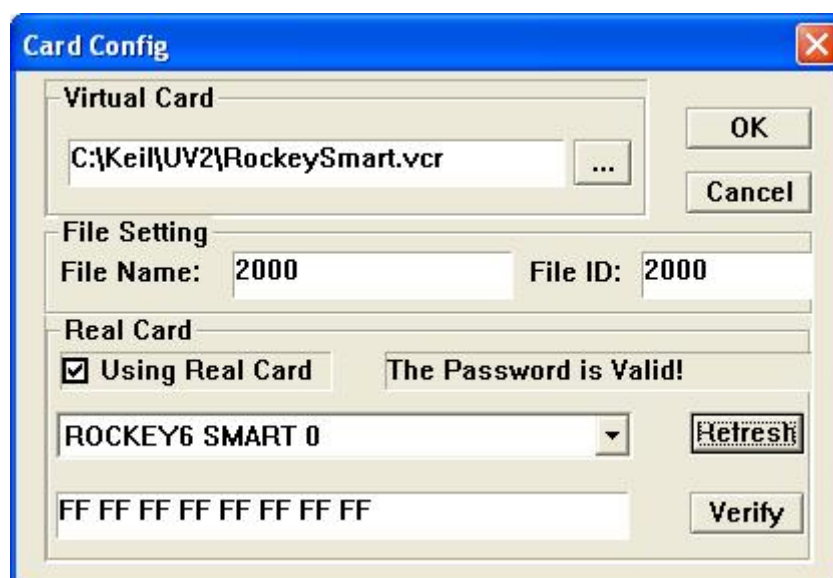 Card Config
Virtual Card
C:\Keil\UV2\RockeySmart.vcr ...
OK
Cancel
File Setting
File Name: 2000 File ID: 2000
Real Card
Using Real Card The Password is Valid!
ROCKEY6 SMART 0 Refresh
FF FF FF FF FF FF FF FF Verify